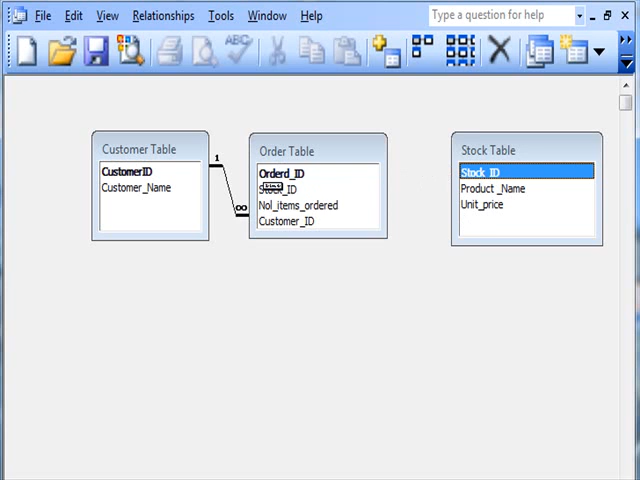 File Edit View Relationships Tools Window Help Type a question for help
Customer Table
CustomerID
Customer_Name
1
∞
Order Table
Orderd_ID
Stock_ID
Nol_items_ordered
Customer_ID
Stock Table
Stock_ID
Product _Name
Unit_price